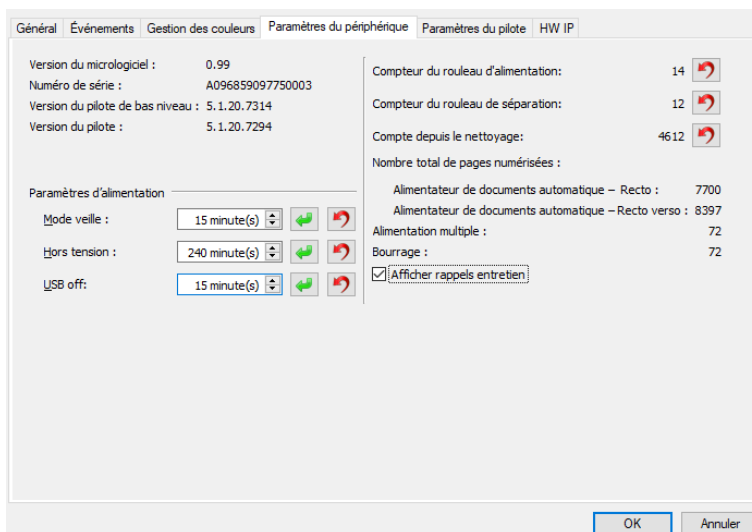 Général Événements Gestion des couleurs Paramètres du périphérique Paramètres du pilote HW IP
Version du micrologiciel : 0.99
Numéro de série : A096859097750003
Version du pilote de bas niveau : 5.1.20.7314
Version du pilote : 5.1.20.7294
Paramètres d'alimentation
Mode veille : 15 minute(s)
Hors tension : 240 minute(s)
USB off: 15 minute(s)
Compteur du rouleau d'alimentation: 14
Compteur du rouleau de séparation: 12
Compte depuis le nettoyage: 4612
Nombre total de pages numérisées :
Alimentateur de documents automatique – Recto : 7700
Alimentateur de documents automatique – Recto verso : 8397
Alimentation multiple : 72
Bourrage : 72
Afficher rappels entretien
OK Annuler